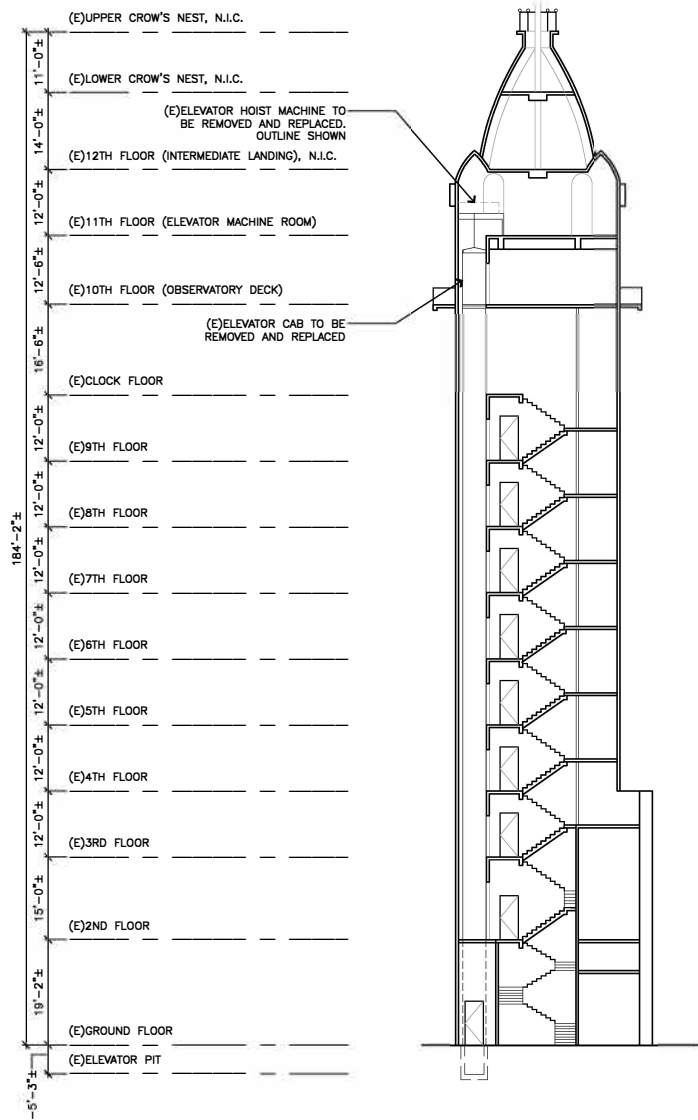 (E)UPPER CROW'S NEST, N.I.C.
11'-0"±
(E)LOWER CROW'S NEST, N.I.C.
(E)ELEVATOR HOIST MACHINE TO
BE REMOVED AND REPLACED.
OUTLINE SHOWN
14'-0"±
(E)12TH FLOOR (INTERMEDIATE LANDING), N.I.C.
12'-0"±
(E)11TH FLOOR (ELEVATOR MACHINE ROOM)
12'-6"±
(E)10TH FLOOR (OBSERVATORY DECK)
(E)ELEVATOR CAB TO BE
REMOVED AND REPLACED
16'-6"±
(E)CLOCK FLOOR
12'-0"±
(E)9TH FLOOR
12'-0"±
(E)8TH FLOOR
184'-2"±
12'-0"±
(E)7TH FLOOR
12'-0"±
(E)6TH FLOOR
12'-0"±
(E)5TH FLOOR
12'-0"±
(E)4TH FLOOR
12'-0"±
(E)3RD FLOOR
15'-0"±
(E)2ND FLOOR
19'-2"±
(E)GROUND FLOOR
(E)ELEVATOR PIT
-5'-3"±